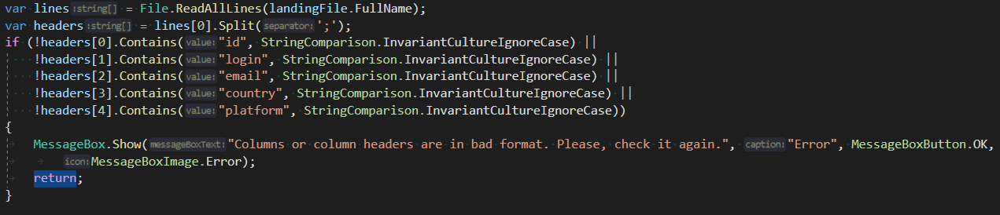 var lines :string[] = File.ReadAllLines(landingFile.FullName);
var headers :string[] = lines[0].Split( separator: ';');
if (!headers[0].Contains( value: "id", StringComparison.InvariantCultureIgnoreCase) ||
!headers[1].Contains( value: "login", StringComparison.InvariantCultureIgnoreCase) ||
!headers[2].Contains( value: "email", StringComparison.InvariantCultureIgnoreCase) ||
!headers[3].Contains( value: "country", StringComparison.InvariantCultureIgnoreCase) ||
!headers[4].Contains( value: "platform", StringComparison.InvariantCultureIgnoreCase))
{
MessageBox.Show( messageBoxText: "Columns or column headers are in bad format. Please, check it again.", caption: "Error", MessageBoxButton.OK,
icon: MessageBoxImage.Error);
return;
}